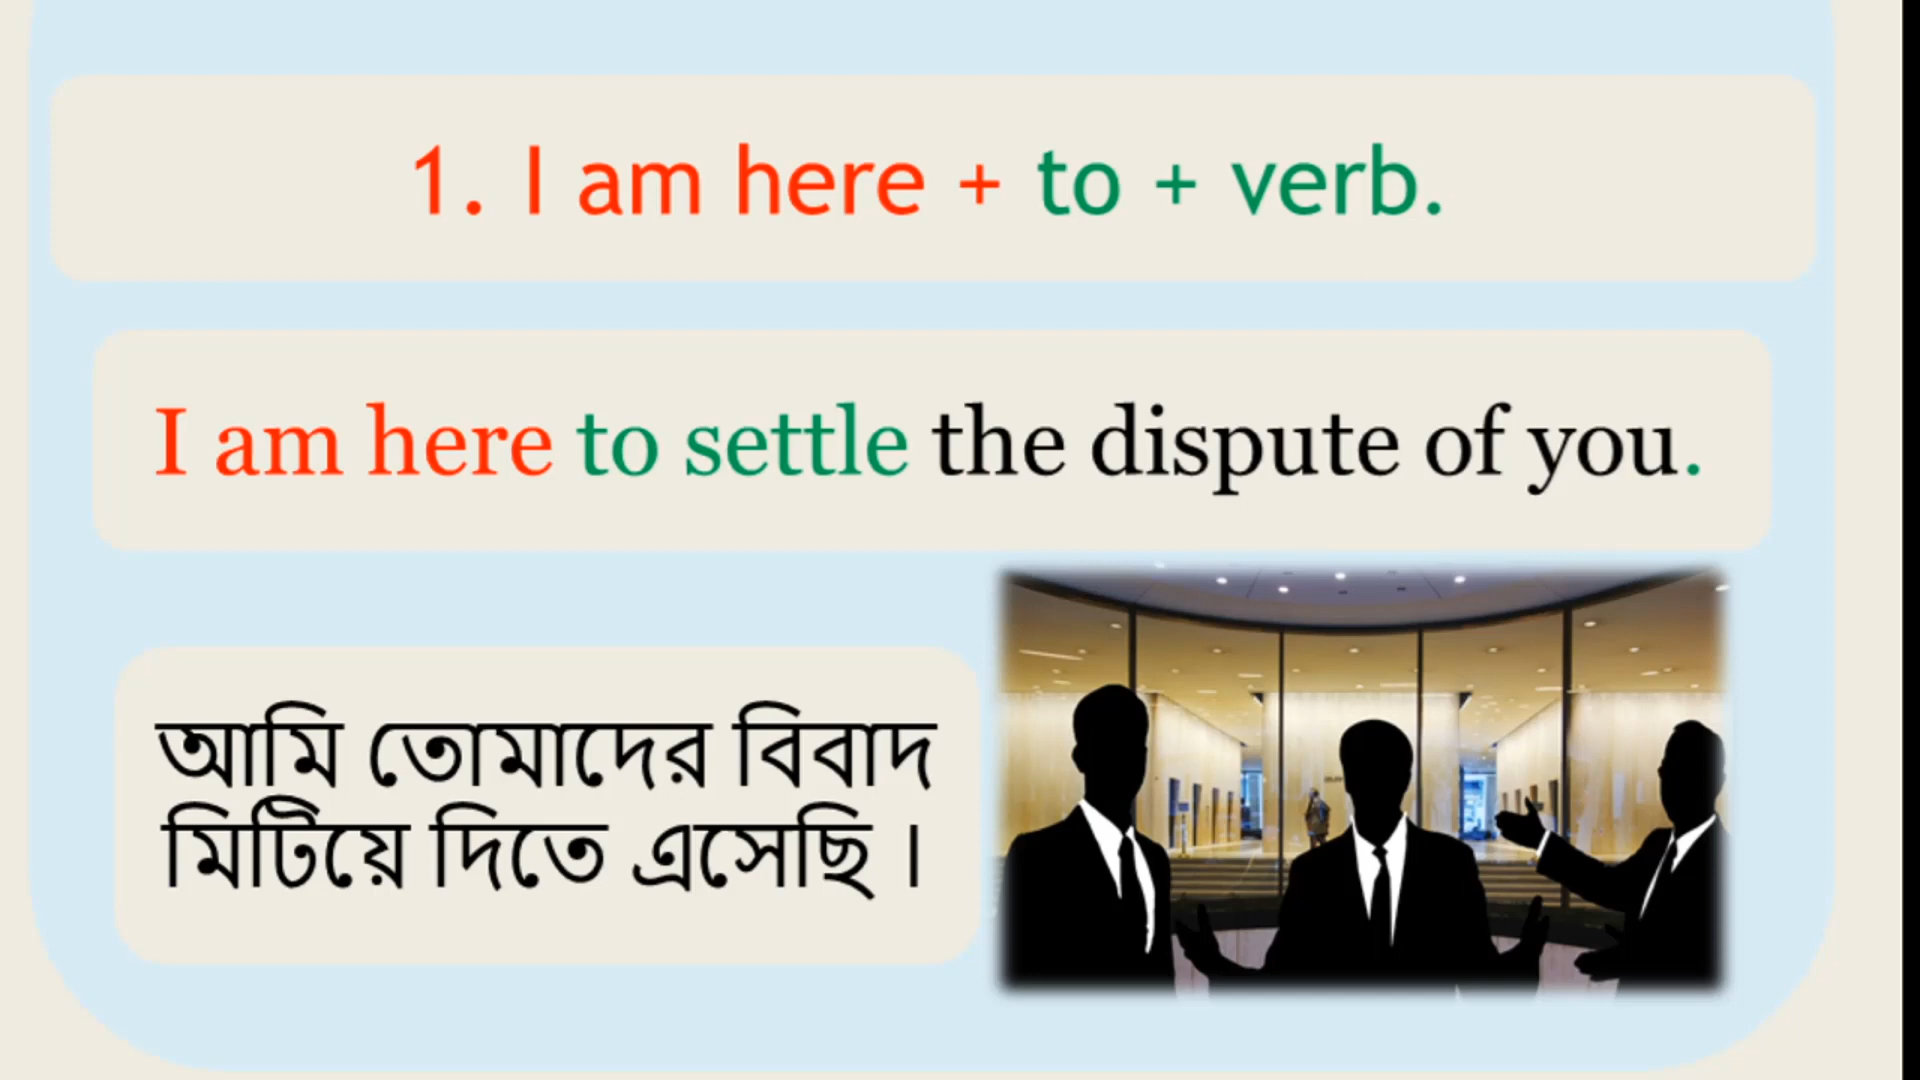 1. I am here + to + verb.
I am here to settle the dispute of you.
আমি তোমাদের বিবাদ
মিটিয়ে দিতে এসেছি ।